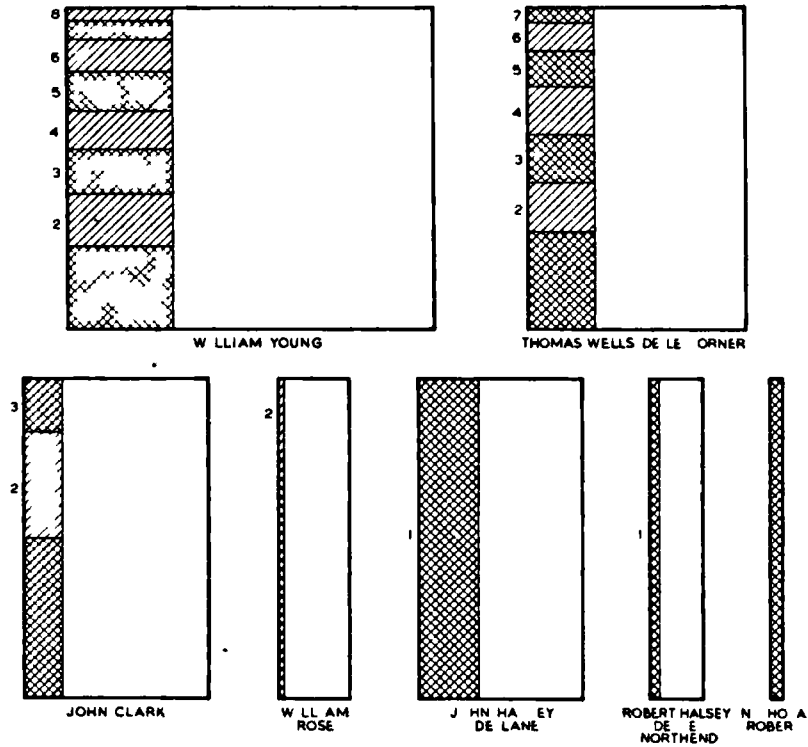 8
6
5
4
3
2
W LLIAM YOUNG
7
6
5
4
3
2
THOMAS WELLS DE LE ORNER
3
2
JOHN CLARK
2
W LL AM
ROSE
1
J HN HA EY
DE LANE
1
ROBERT HALSEY
DE E
NORTHEND
N HO A
ROBER